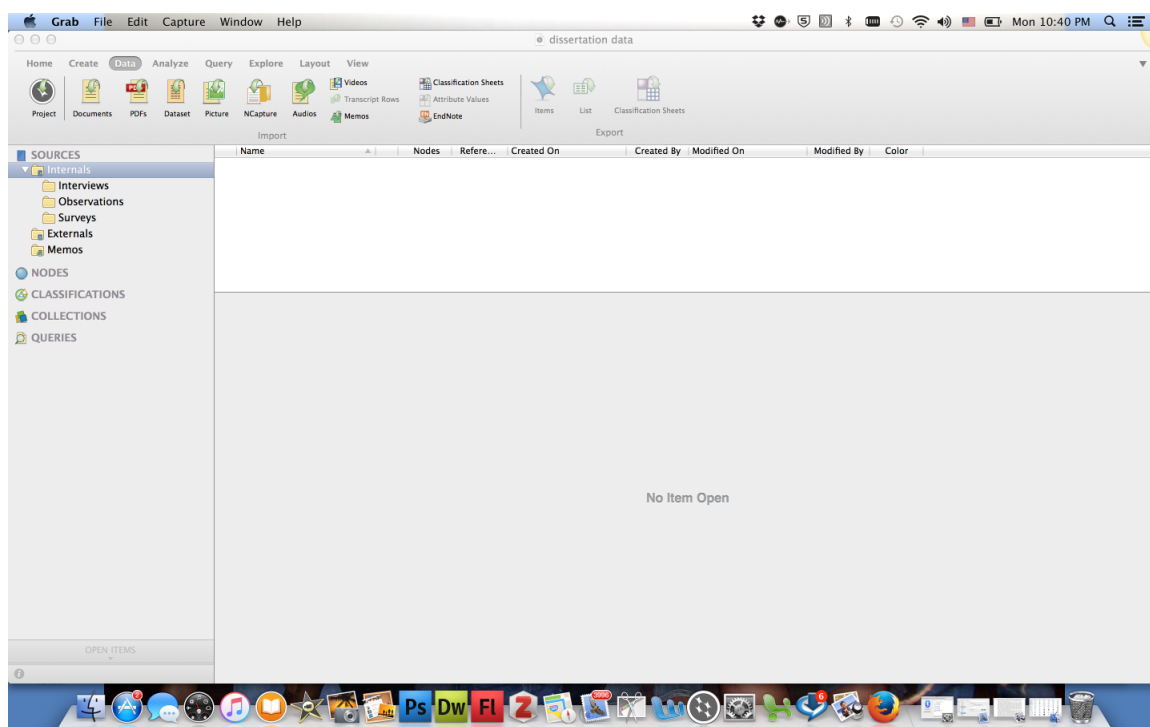 Grab File Edit Capture Window Help 5 Mon 10:40 PM
dissertation data
Home Create Data Analyze Query Explore Layout View
Project Documents PDFs Dataset Picture NCapture Audios
Videos
Transcript Rows
Memos
Classification Sheets
Attribute Values
EndNote
Items List Classification Sheets
Import Export
Name Nodes Refere... Created On Created By Modified On Modified By Color
SOURCES
Internals
Interviews
Observations
Surveys
Externals
Memos
NODES
CLASSIFICATIONS
COLLECTIONS
QUERIES
No Item Open
OPEN ITEMS
Ps Dw FL Z 6